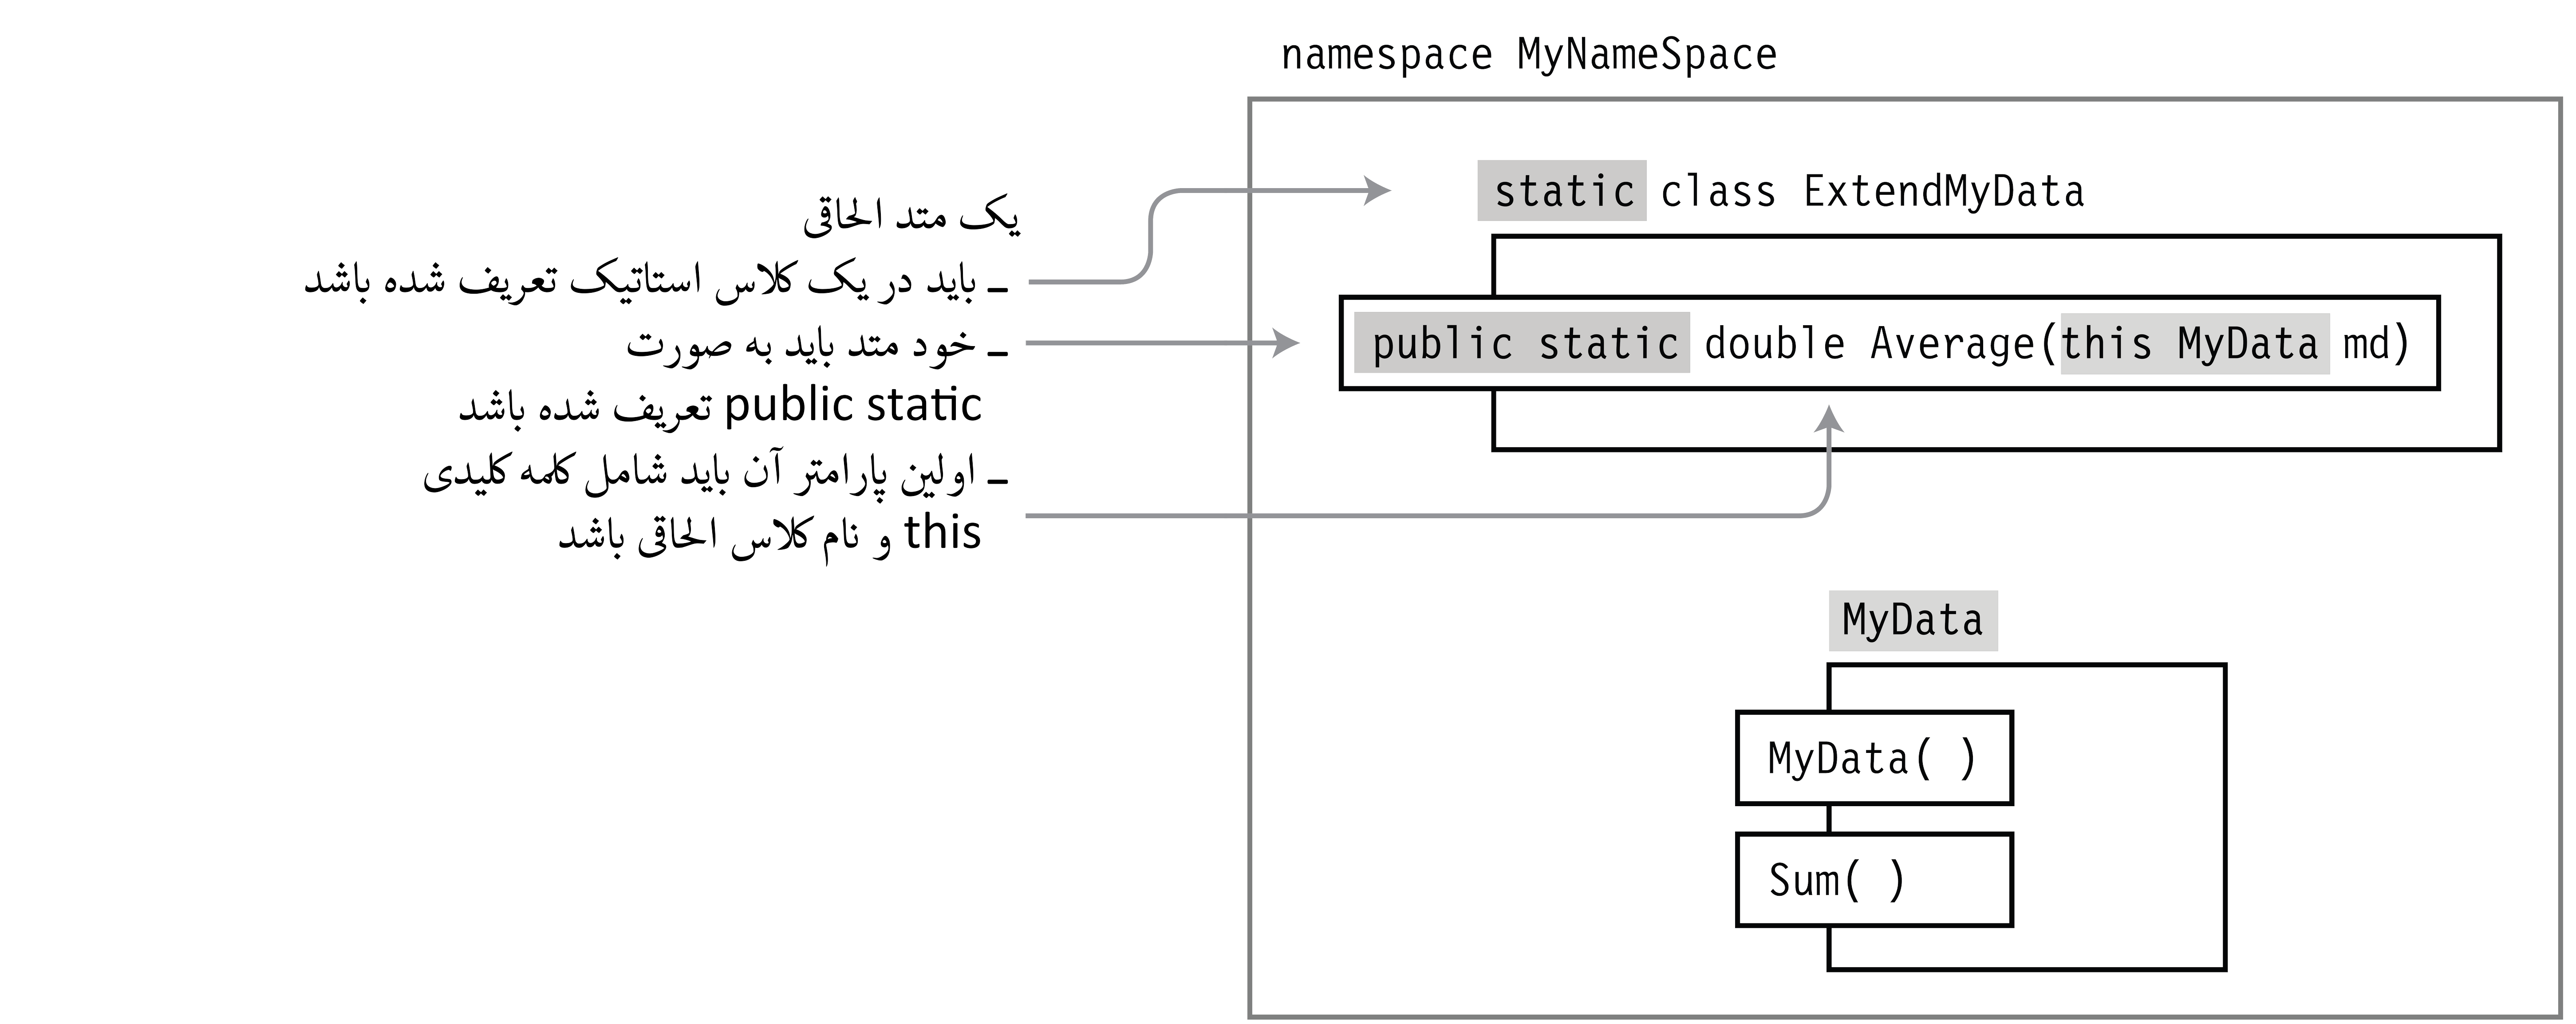 namespace MyNameSpace
static class ExtendMyData
یک متد الحاقی
ـ باید در یک کلاس استاتیک تعریف شده باشد
ـ خود متد باید به صورت
public static تعریف شده باشد
ـ اولین پارامتر آن باید شامل کلمه کلیدی
this و نام کلاس الحاقی باشد
public static double Average(this MyData md)
MyData
MyData( )
Sum( )